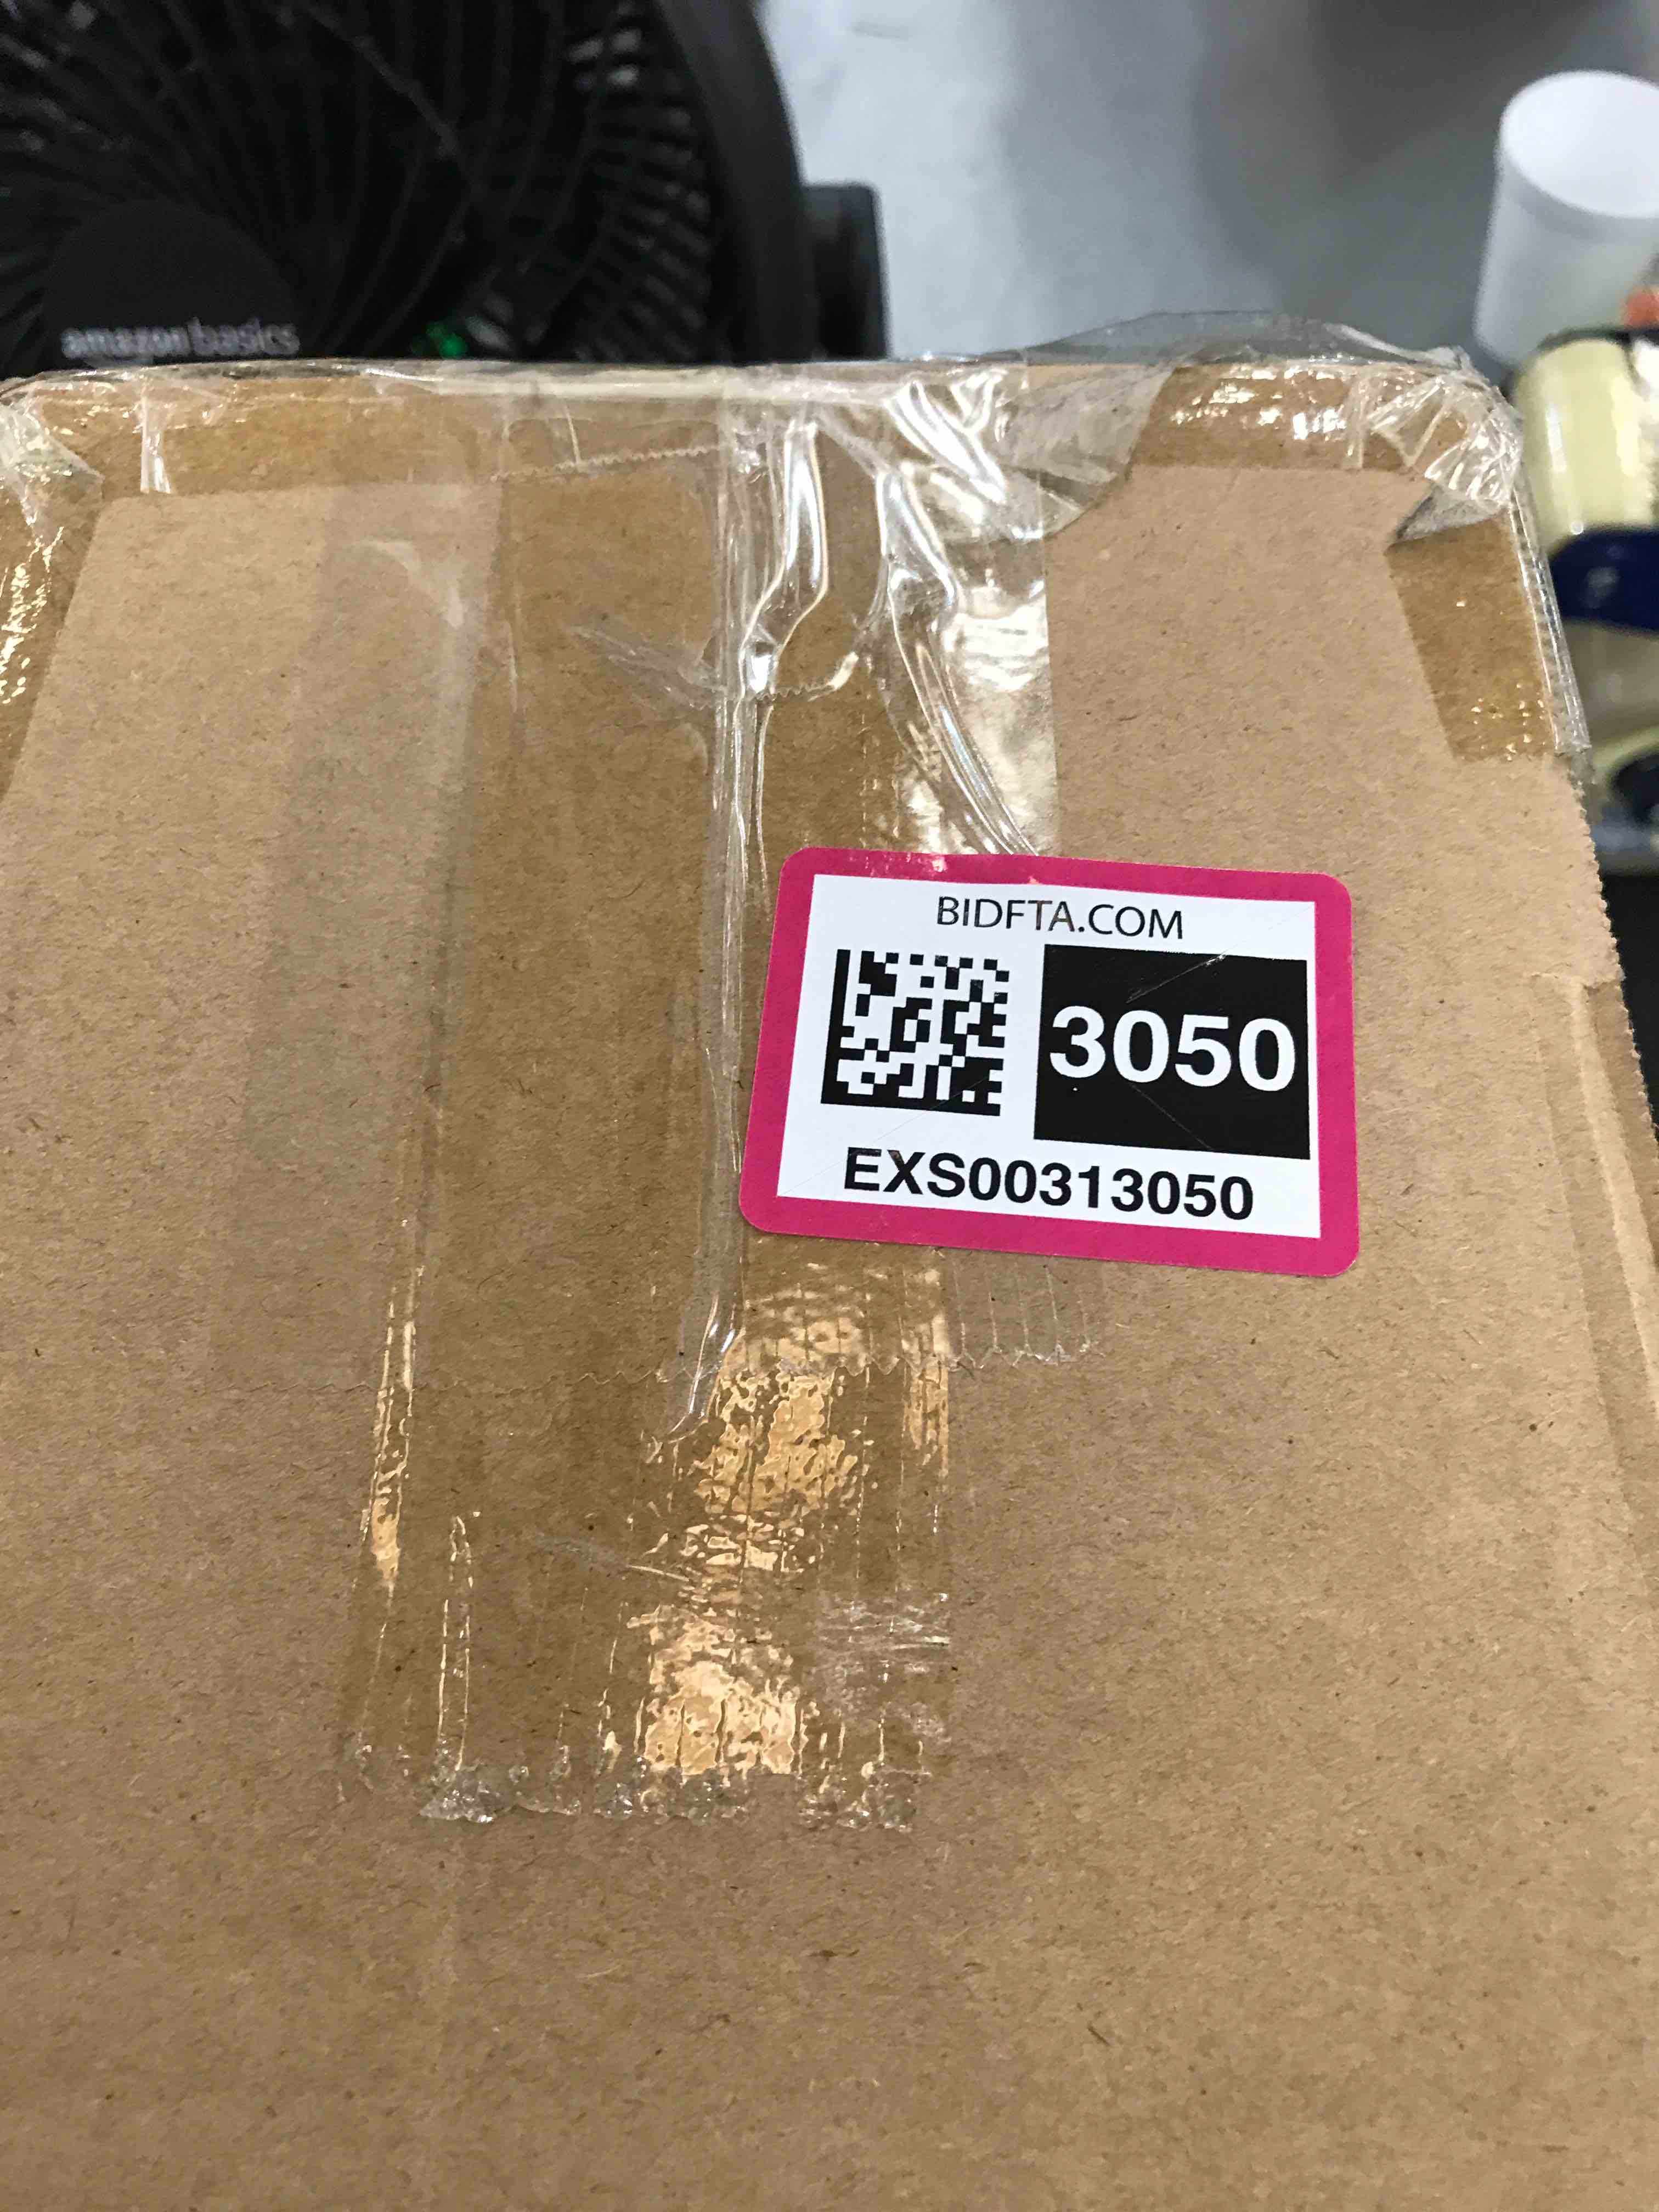 amazon basics
BIDFTA.COM
3050
EXS00313050